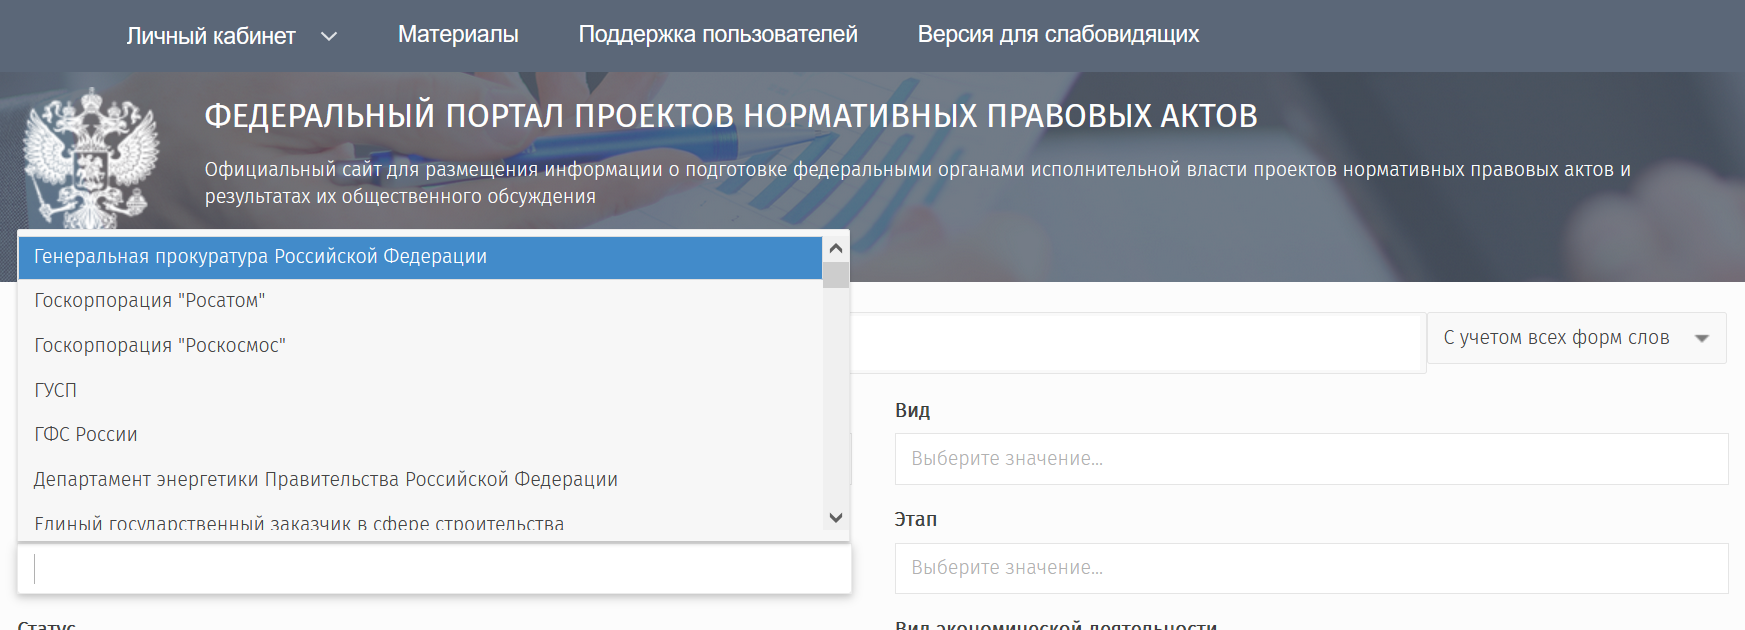 Личный кабинет
Материалы
Поддержка пользователей
Версия для слабовидящих
ФЕДЕРАЛЬНЫЙ ПОРТАЛ ПРОЕКТОВ НОРМАТИВНЫХ ПРАВОВЫХ АКТОВ
Официальный сайт для размещения информации о подготовке федеральными органами исполнительной власти проектов нормативных правовых актов и
результатах их общественного обсуждения
Генеральная прокуратура Российской Федерации
Госкорпорация "Росатом"
Госкорпорация "Роскосмос"
ГУСП
ГФС России
Департамент энергетики Правительства Российской Федерации
Единый государственный заказчик в сфере строительства
С учетом всех форм слов
Вид
Выберите значение...
Этап
Выберите значение...
Статус
Вид экономической деятельности